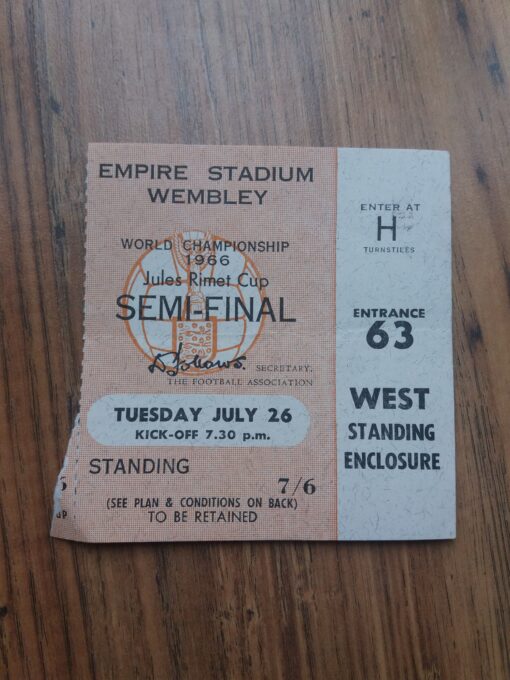 EMPIRE STADIUM
WEMBLEY
WORLD CHAMPIONSHIP
1966
Jules Rimet Cup
SEMI-FINAL
D Follows. SECRETARY,
THE FOOTBALL ASSOCIATION
TUESDAY JULY 26
KICK-OFF 7.30 p.m.
STANDING
7/6
(SEE PLAN & CONDITIONS ON BACK)
TO BE RETAINED
ENTER AT
H
TURNSTILES
ENTRANCE
63
WEST
STANDING
ENCLOSURE